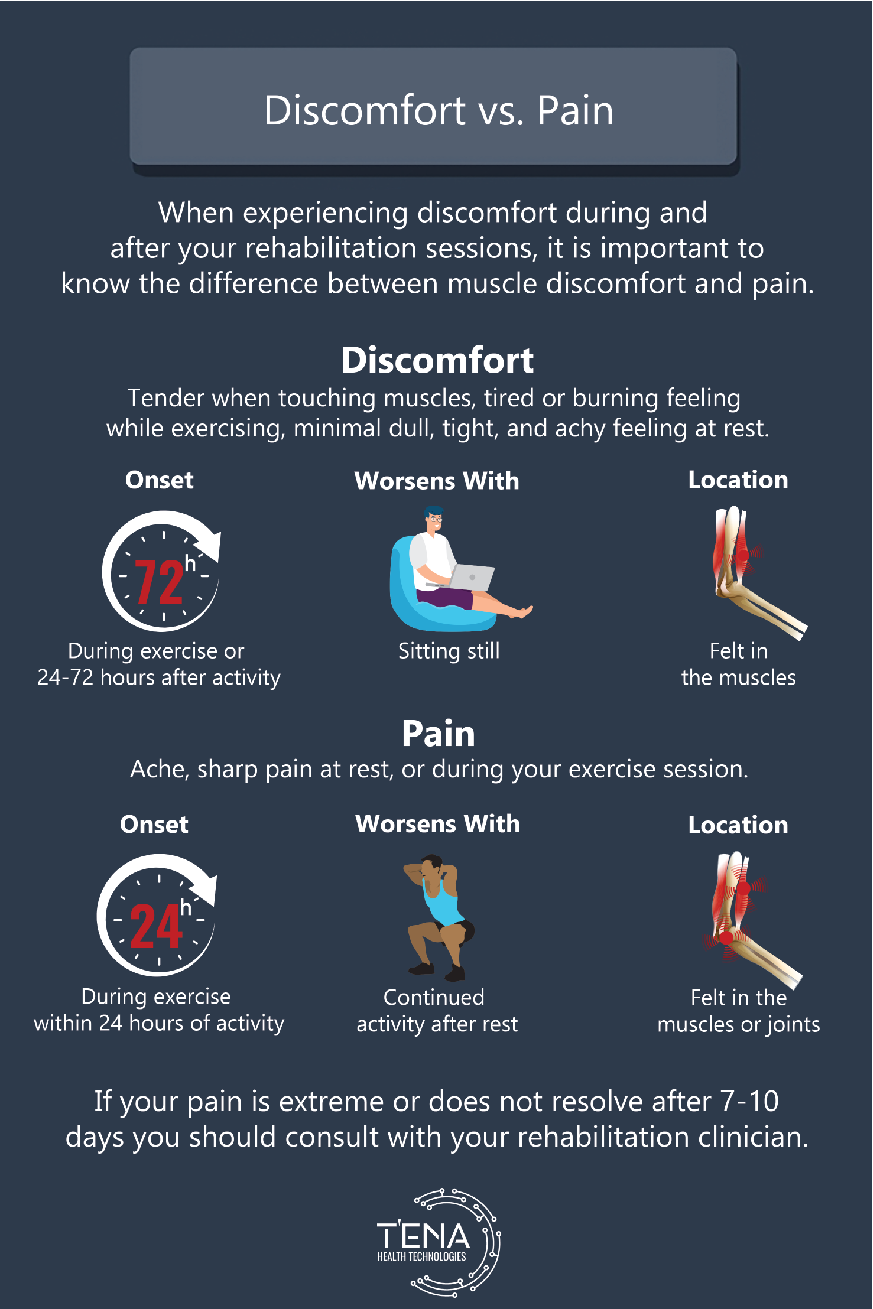 Discomfort vs. Pain
When experiencing discomfort during and
after your rehabilitation sessions, it is important to
know the difference between muscle discomfort and pain.
Discomfort
Tender when touching muscles, tired or burning feeling
while exercising, minimal dull, tight, and achy feeling at rest.
Onset
72h
During exercise or
24-72 hours after activity
Worsens With
Sitting still
Location
Felt in
the muscles
Pain
Ache, sharp pain at rest, or during your exercise session.
Onset
24h
During exercise
within 24 hours of activity
Worsens With
Continued
activity after rest
Location
Felt in the
muscles or joints
If your pain is extreme or does not resolve after 7-10
days you should consult with your rehabilitation clinician.
T'ENA
HEALTH TECHNOLOGIES